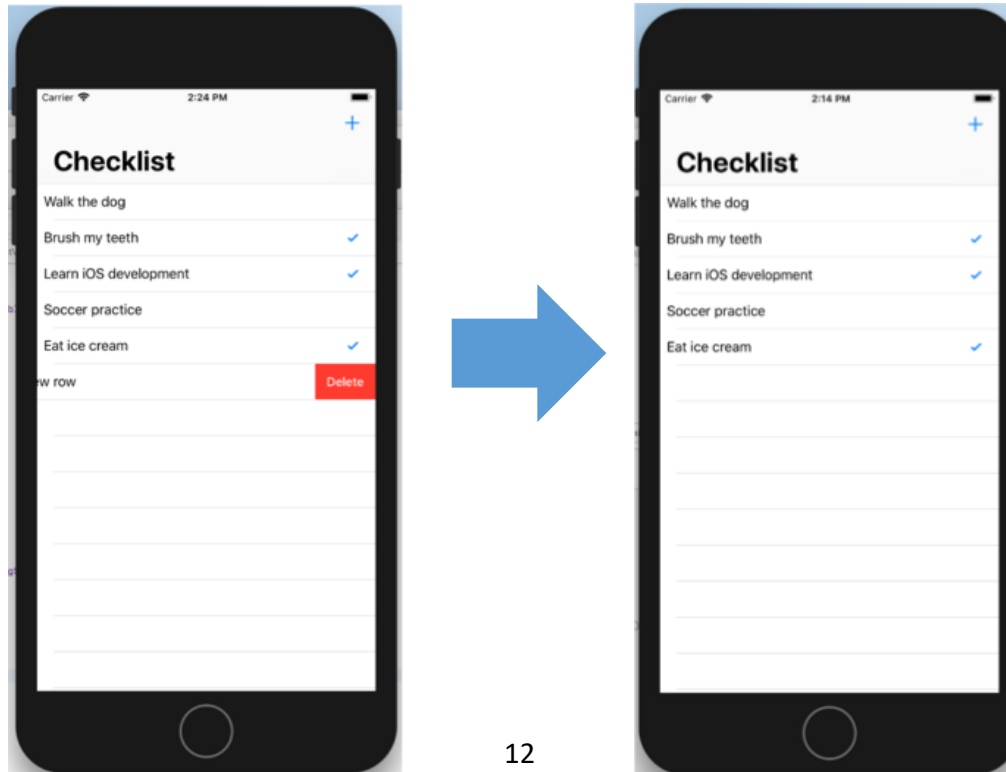 Carrier 2:24 PM
+
Checklist
Walk the dog
Brush my teeth
Learn iOS development
Soccer practice
Eat ice cream
ew row Delete
Carrier 2:14 PM
+
Checklist
Walk the dog
Brush my teeth
Learn iOS development
Soccer practice
Eat ice cream
12